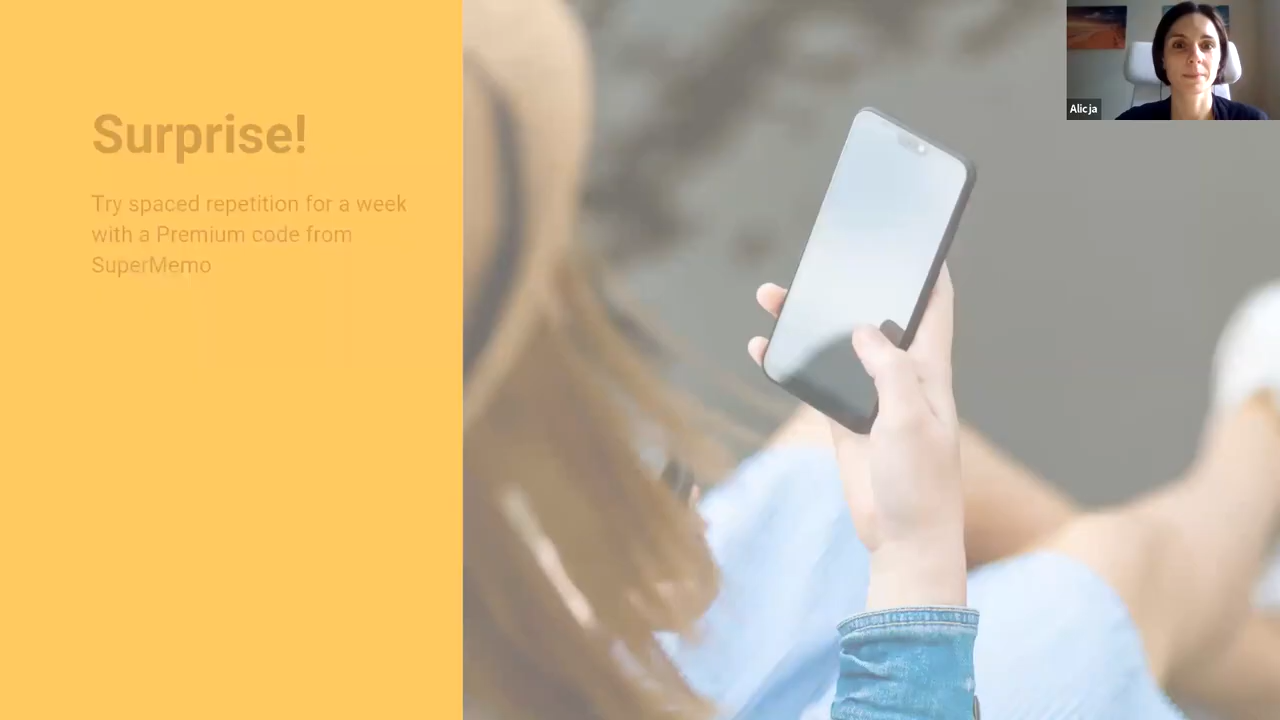 Surprise!
Try spaced repetition for a week
with a Premium code from
SuperMemo
Alicja